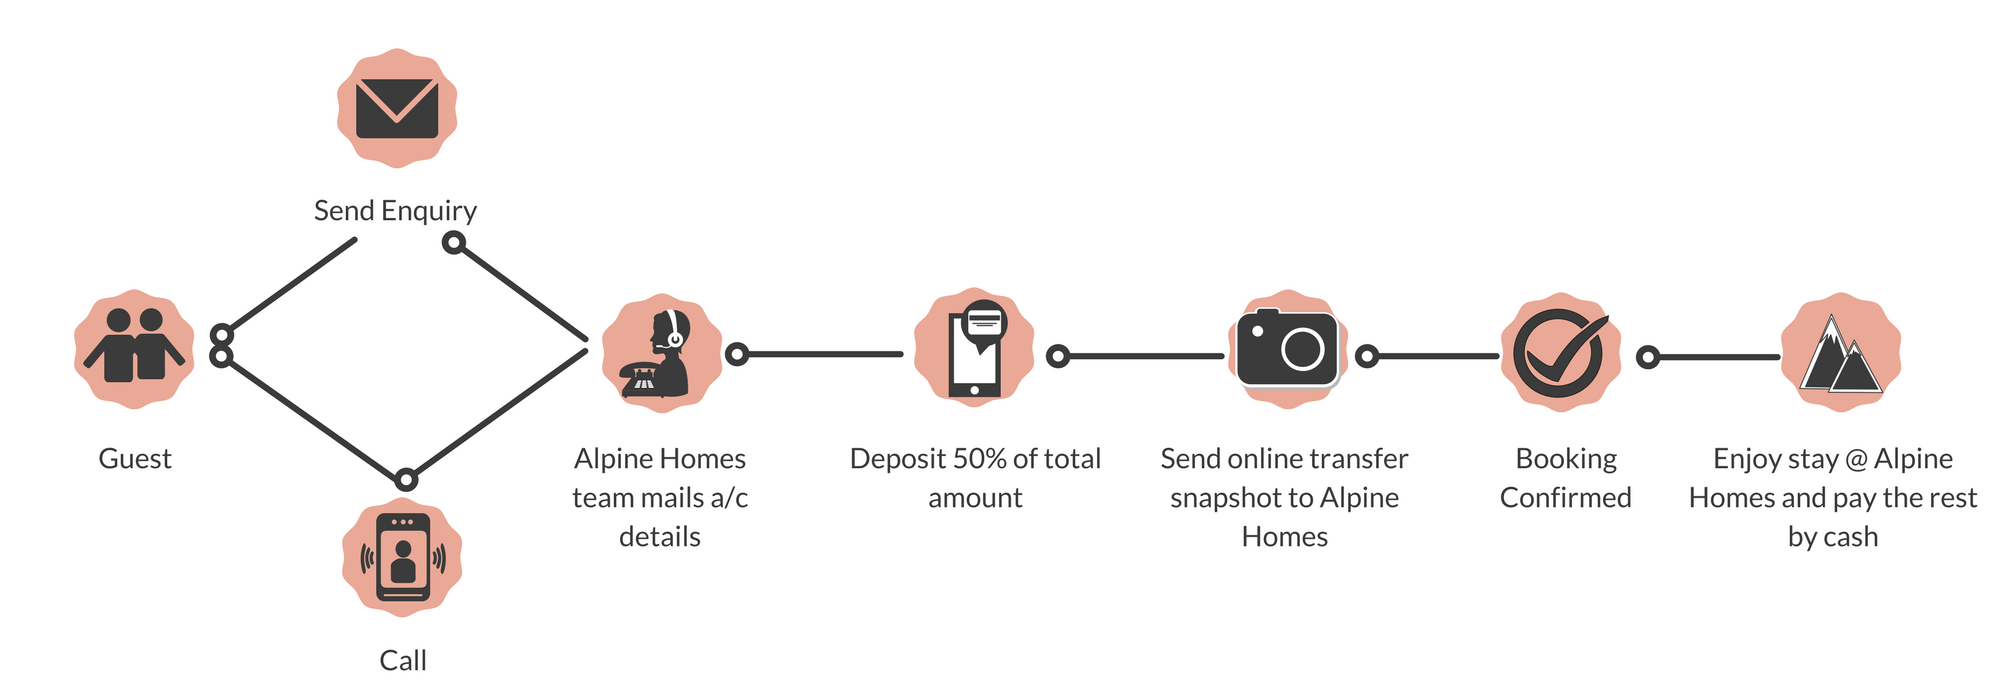 Send Enquiry
Guest
Call
Alpine Homes
team mails a/c
details
Deposit 50% of total
amount
Send online transfer
snapshot to Alpine
Homes
Booking
Confirmed
Enjoy stay @ Alpine
Homes and pay the rest
by cash